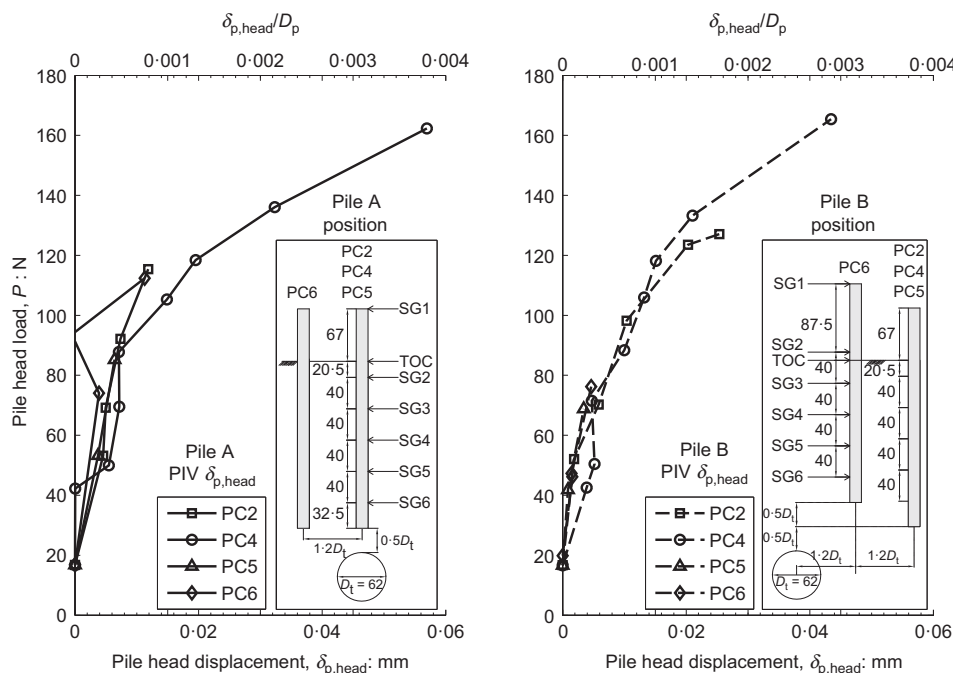 δp,head/Dp
0 0·001 0·002 0·003 0·004
180
160
140
120
100
80
60
40
20
0
Pile head load, P : N
Pile A
position
PC2
PC4
PC6 PC5
SG1
67
TOC
20·5
SG2
40
SG3
40
SG4
40
SG5
40
SG6
32·5
0·5Dt
1·2Dt
Dt = 62
Pile A
PIV δp,head
PC2
PC4
PC5
PC6
0 0·02 0·04 0·06
Pile head displacement, δp,head: mm
δp,head/Dp
0 0·001 0·002 0·003 0·004
180
160
140
120
100
80
60
40
20
0
Pile B
position
PC2
PC6 PC4
PC5
SG1
87·5 67
SG2
TOC
40 20·5
SG3
40 40
SG4
40 40
SG5
40 40
SG6
40
0·5Dt
0·5Dt
1·2Dt 1·2Dt
Dt = 62
Pile B
PIV δp,head
PC2
PC4
PC5
PC6
0 0·02 0·04 0·06
Pile head displacement, δp,head: mm